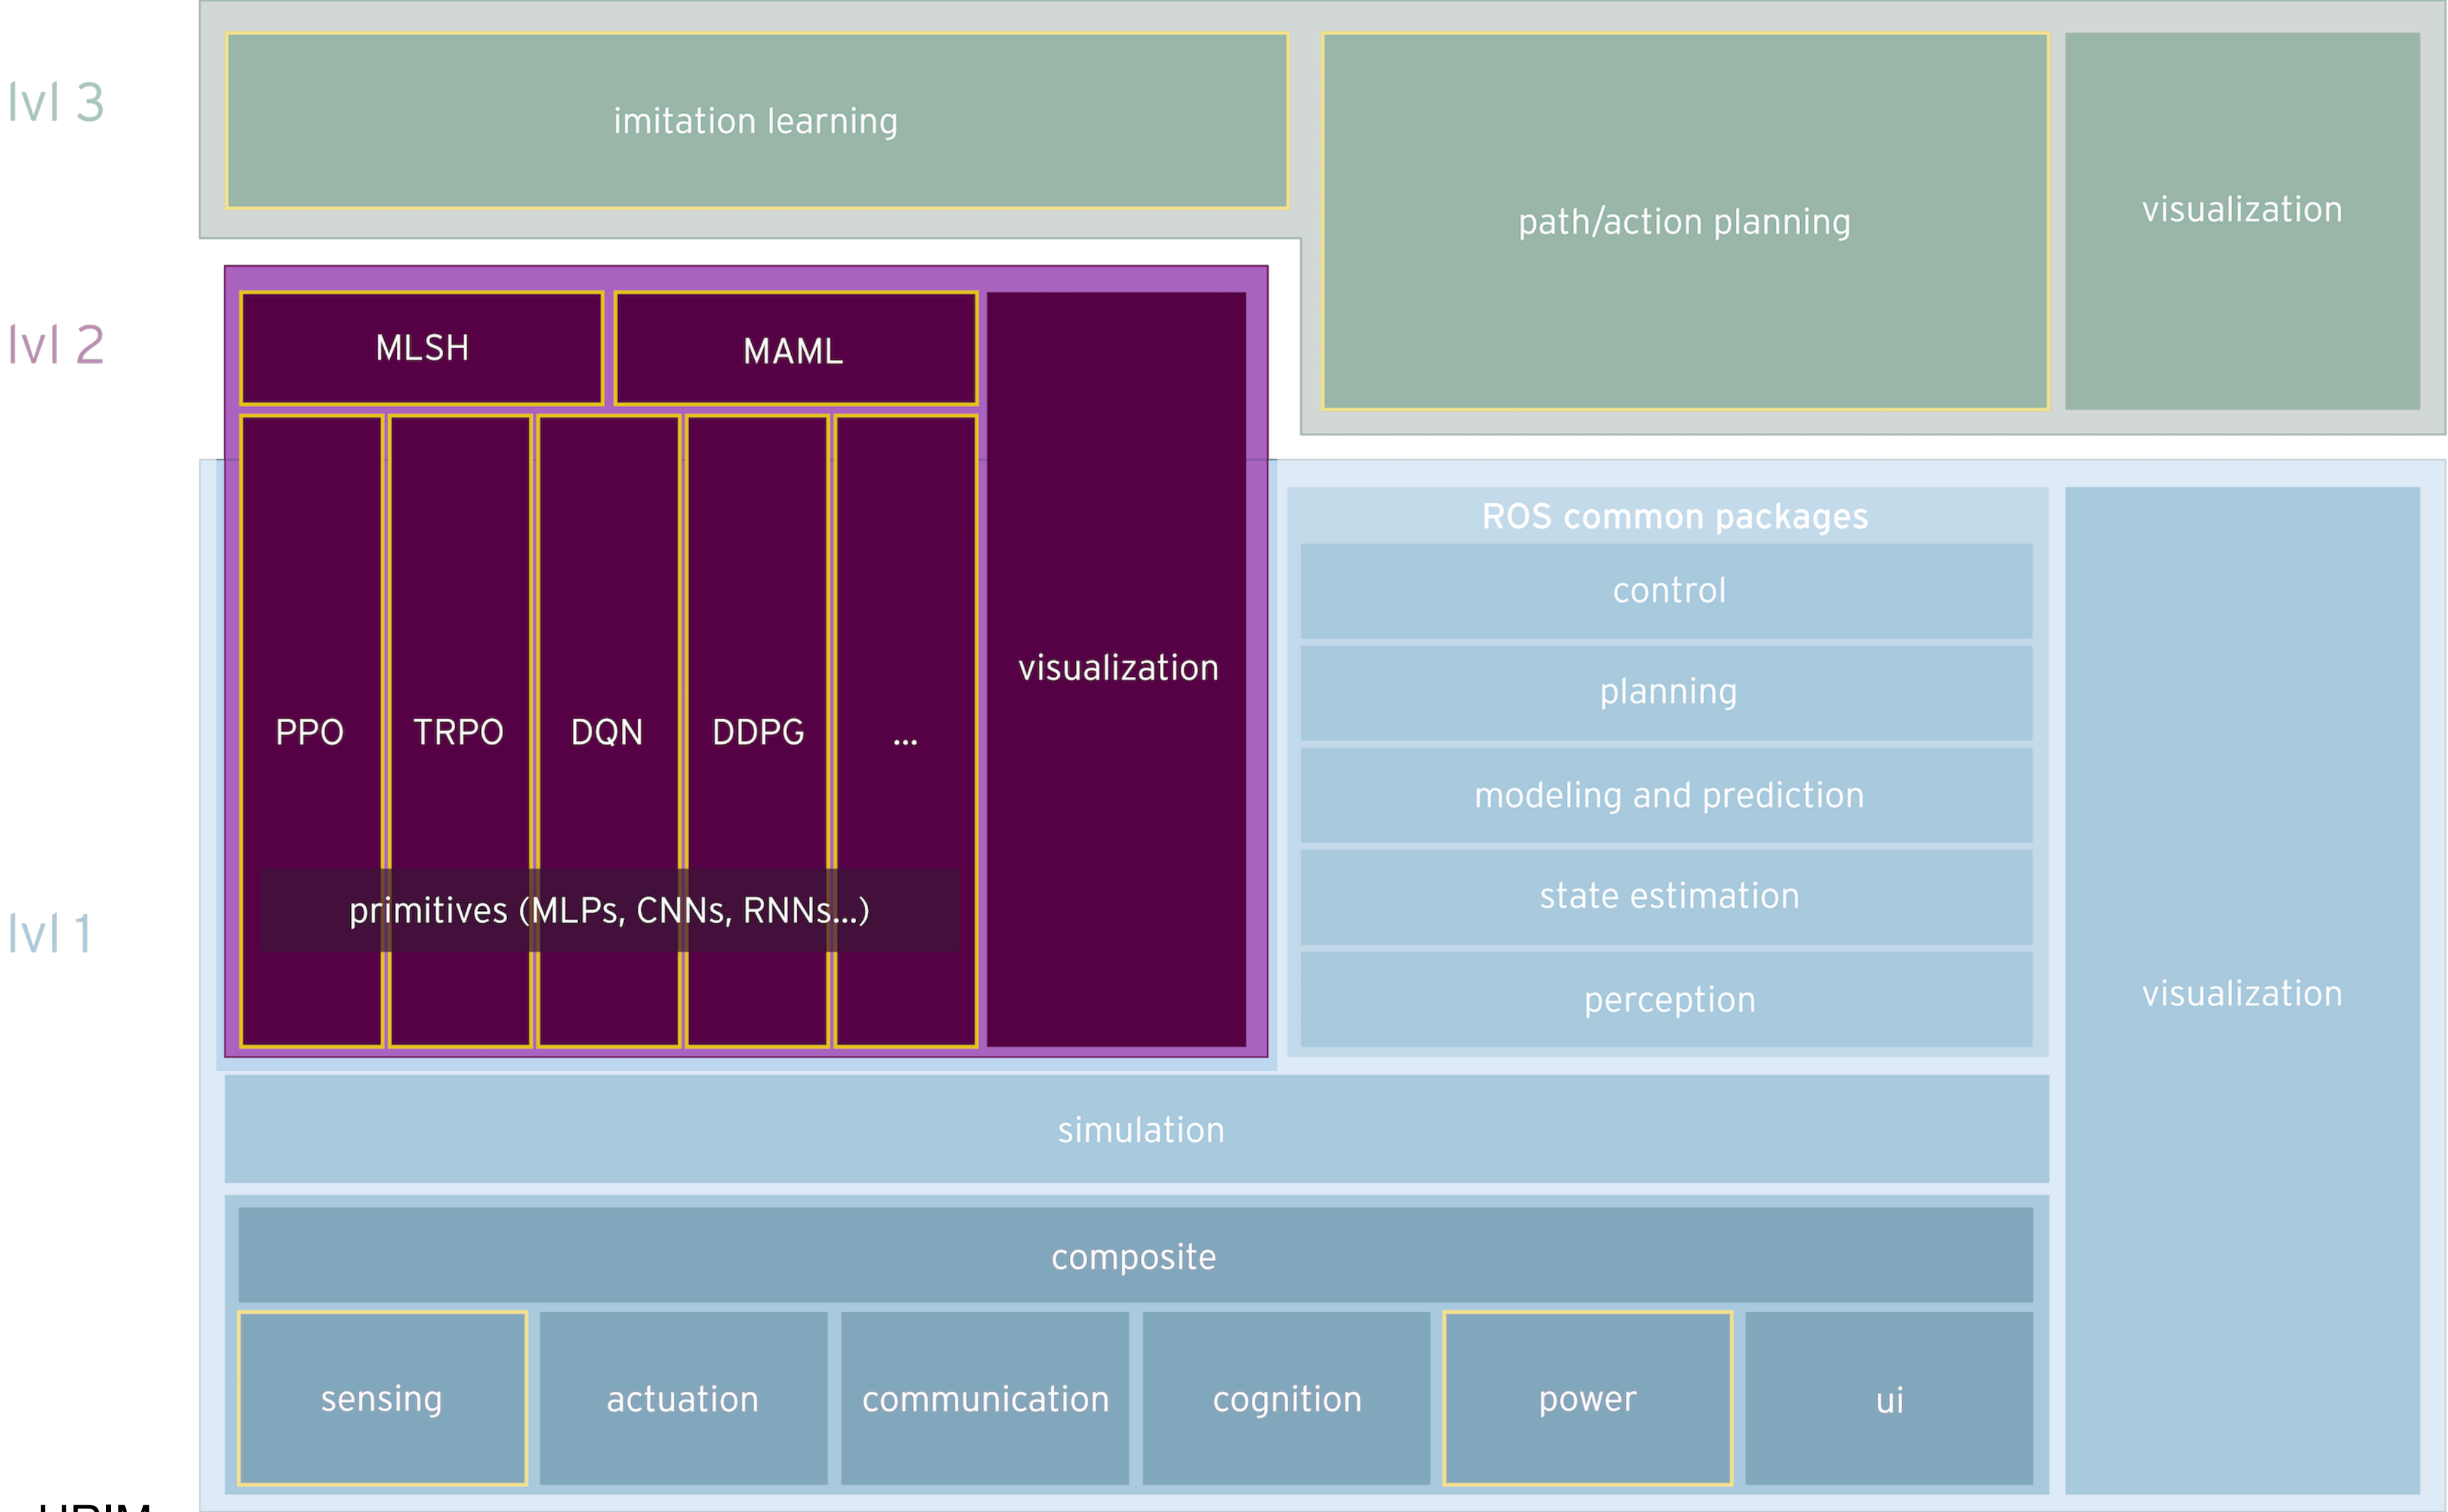 lvl 3
imitation learning
path/action planning
visualization
lvl 2
MLSH
MAML
visualization
PPO
TRPO
DQN
DDPG
...
primitives (MLPs, CNNs, RNNs...)
lvl 1
ROS common packages
control
planning
modeling and prediction
state estimation
perception
visualization
simulation
composite
sensing
actuation
communication
cognition
power
ui